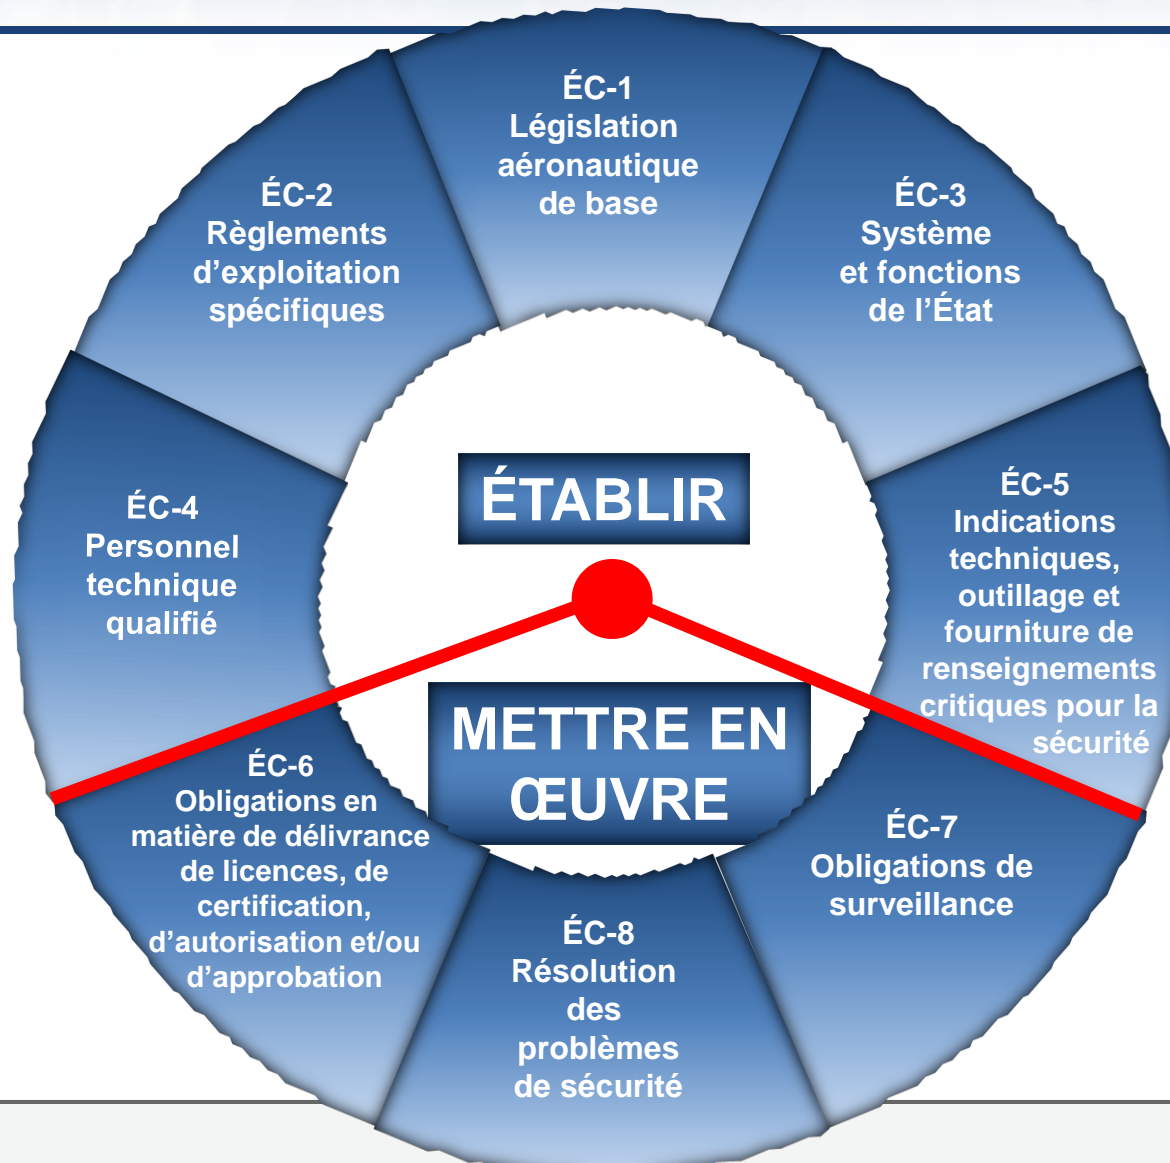 ÉC-1
Législation
aéronautique
de base
ÉC-2
Règlements
d’exploitation
spécifiques
ÉC-3
Système
et fonctions
de l’État
ÉC-4
Personnel
technique
qualifié
ÉTABLIR
ÉC-5
Indications
techniques,
outillage et
fourniture de
renseignements
critiques pour la
sécurité
METTRE EN
ŒUVRE
ÉC-6
Obligations en
matière de délivrance
de licences, de
certification,
d’autorisation et/ou
d’approbation
ÉC-7
Obligations de
surveillance
ÉC-8
Résolution
des
problèmes
de sécurité